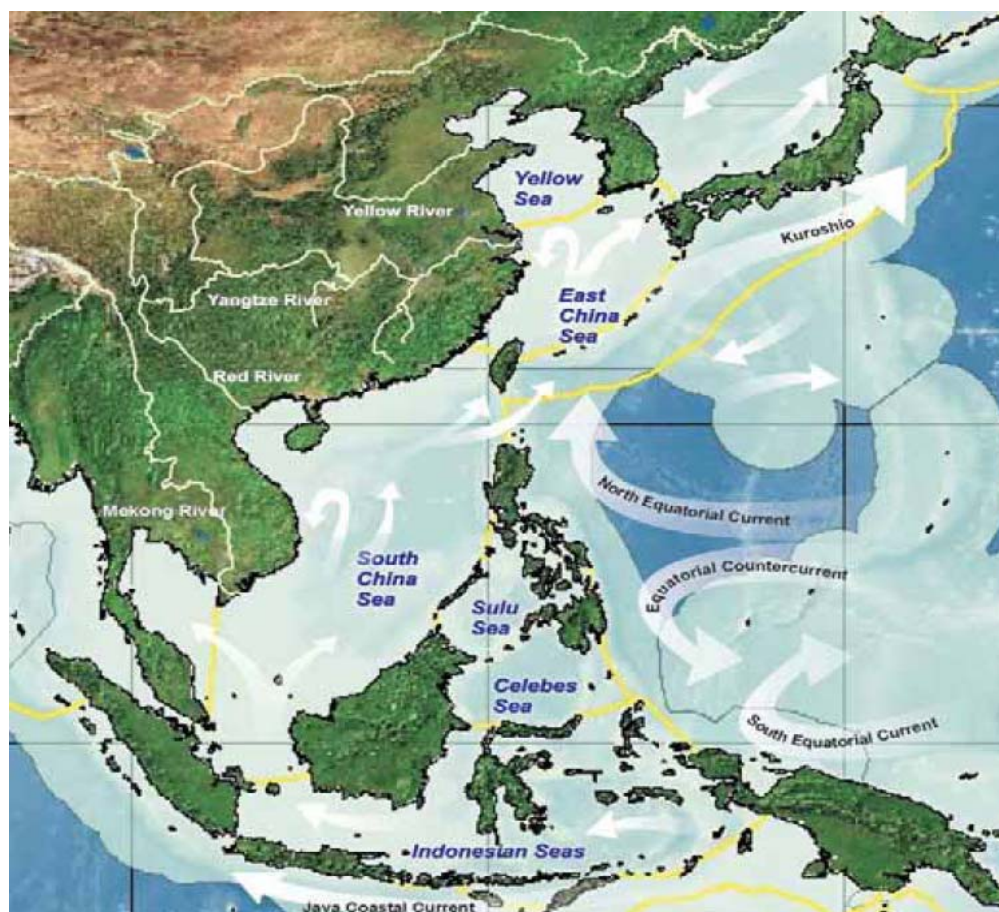 Yellow
Sea
Yellow River
Kuroshio
Yangtze River
East
China
Sea
Red River
Mekong River
North Equatorial Current
South
China
Sea
Equatorial Countercurrent
Sulu
Sea
Celebes
Sea
South Equatorial Current
Indonesian Seas
Java Coastal Current